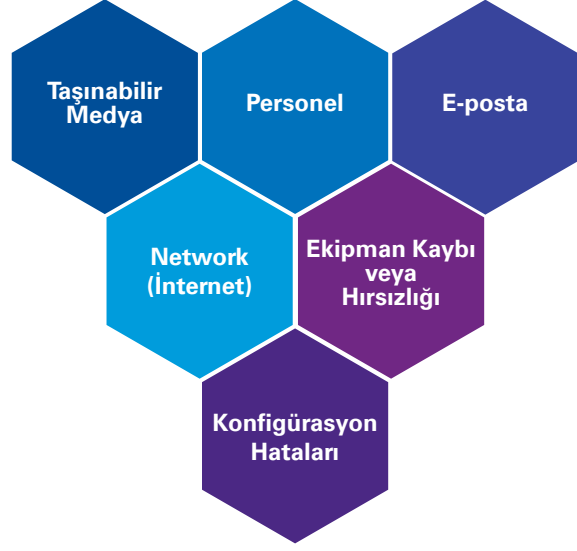 Taşınabilir
Medya
Personel
E-posta
Network
(İnternet)
Ekipman Kaybı
veya
Hırsızlığı
Konfigürasyon
Hataları